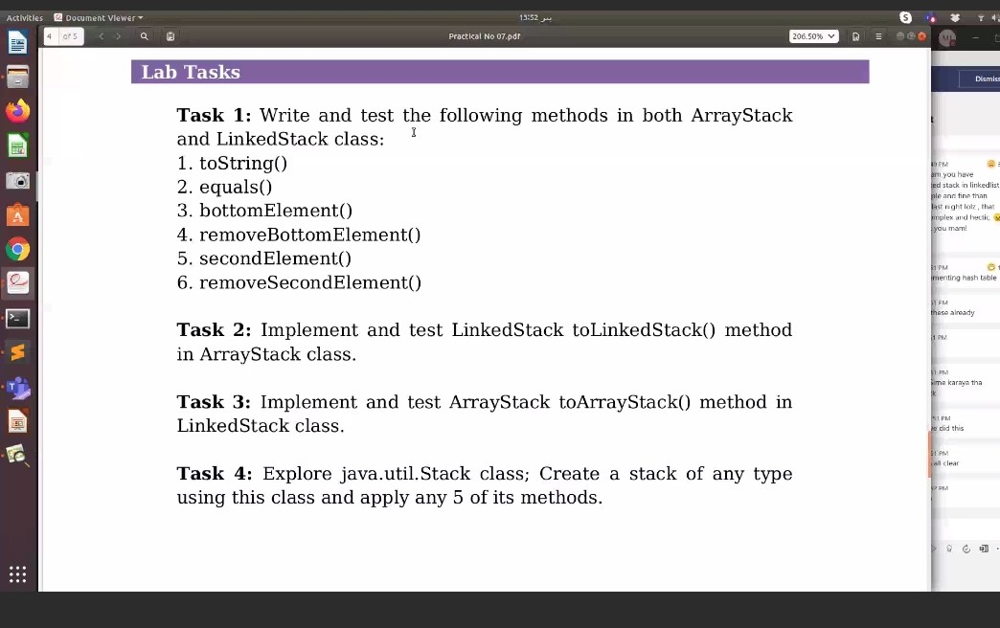 Activities
Document Viewer
13:52 پیر
4 of 5
Practical No 07.pdf
206.50%
Lab Tasks
Task 1: Write and test the following methods in both ArrayStack
and LinkedStack class:
1. toString()
2. equals()
3. bottomElement()
4. removeBottomElement()
5. secondElement()
6. removeSecondElement()
Task 2: Implement and test LinkedStack toLinkedStack() method
in ArrayStack class.
Task 3: Implement and test ArrayStack toArrayStack() method in
LinkedStack class.
Task 4: Explore java.util.Stack class; Create a stack of any type
using this class and apply any 5 of its methods.
Dismiss
am you have
ed stack in linkedlist
ple and fine than
last night lolz , that
mplex and hectic
you mam!
menting hash table
these already
Sime karaya tha
e did this
all clear